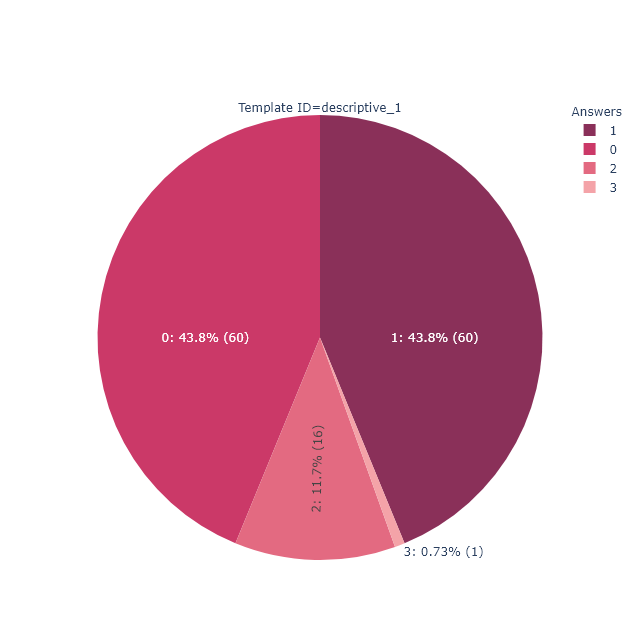 Template ID=descriptive_1
Answers
1
0
2
3
0: 43.8% (60)
1: 43.8% (60)
2: 11.7% (16)
3: 0.73% (1)